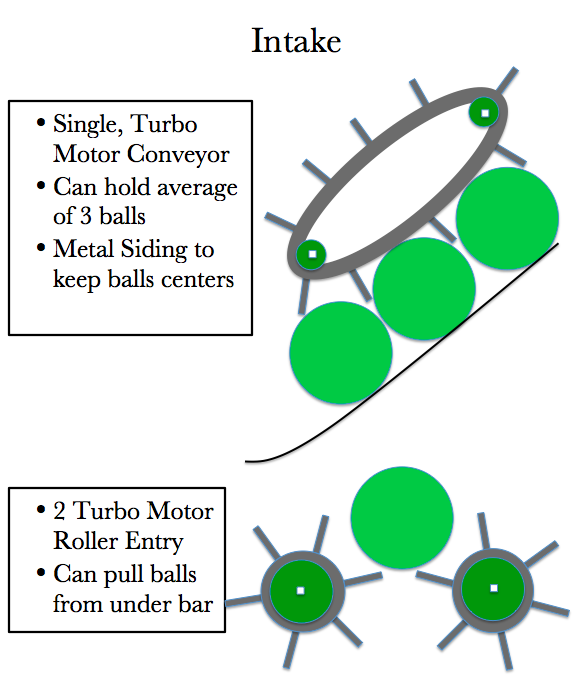 Intake
• Single, Turbo
Motor Conveyor
• Can hold average
of 3 balls
• Metal Siding to
keep balls centers
• 2 Turbo Motor
Roller Entry
• Can pull balls
from under bar